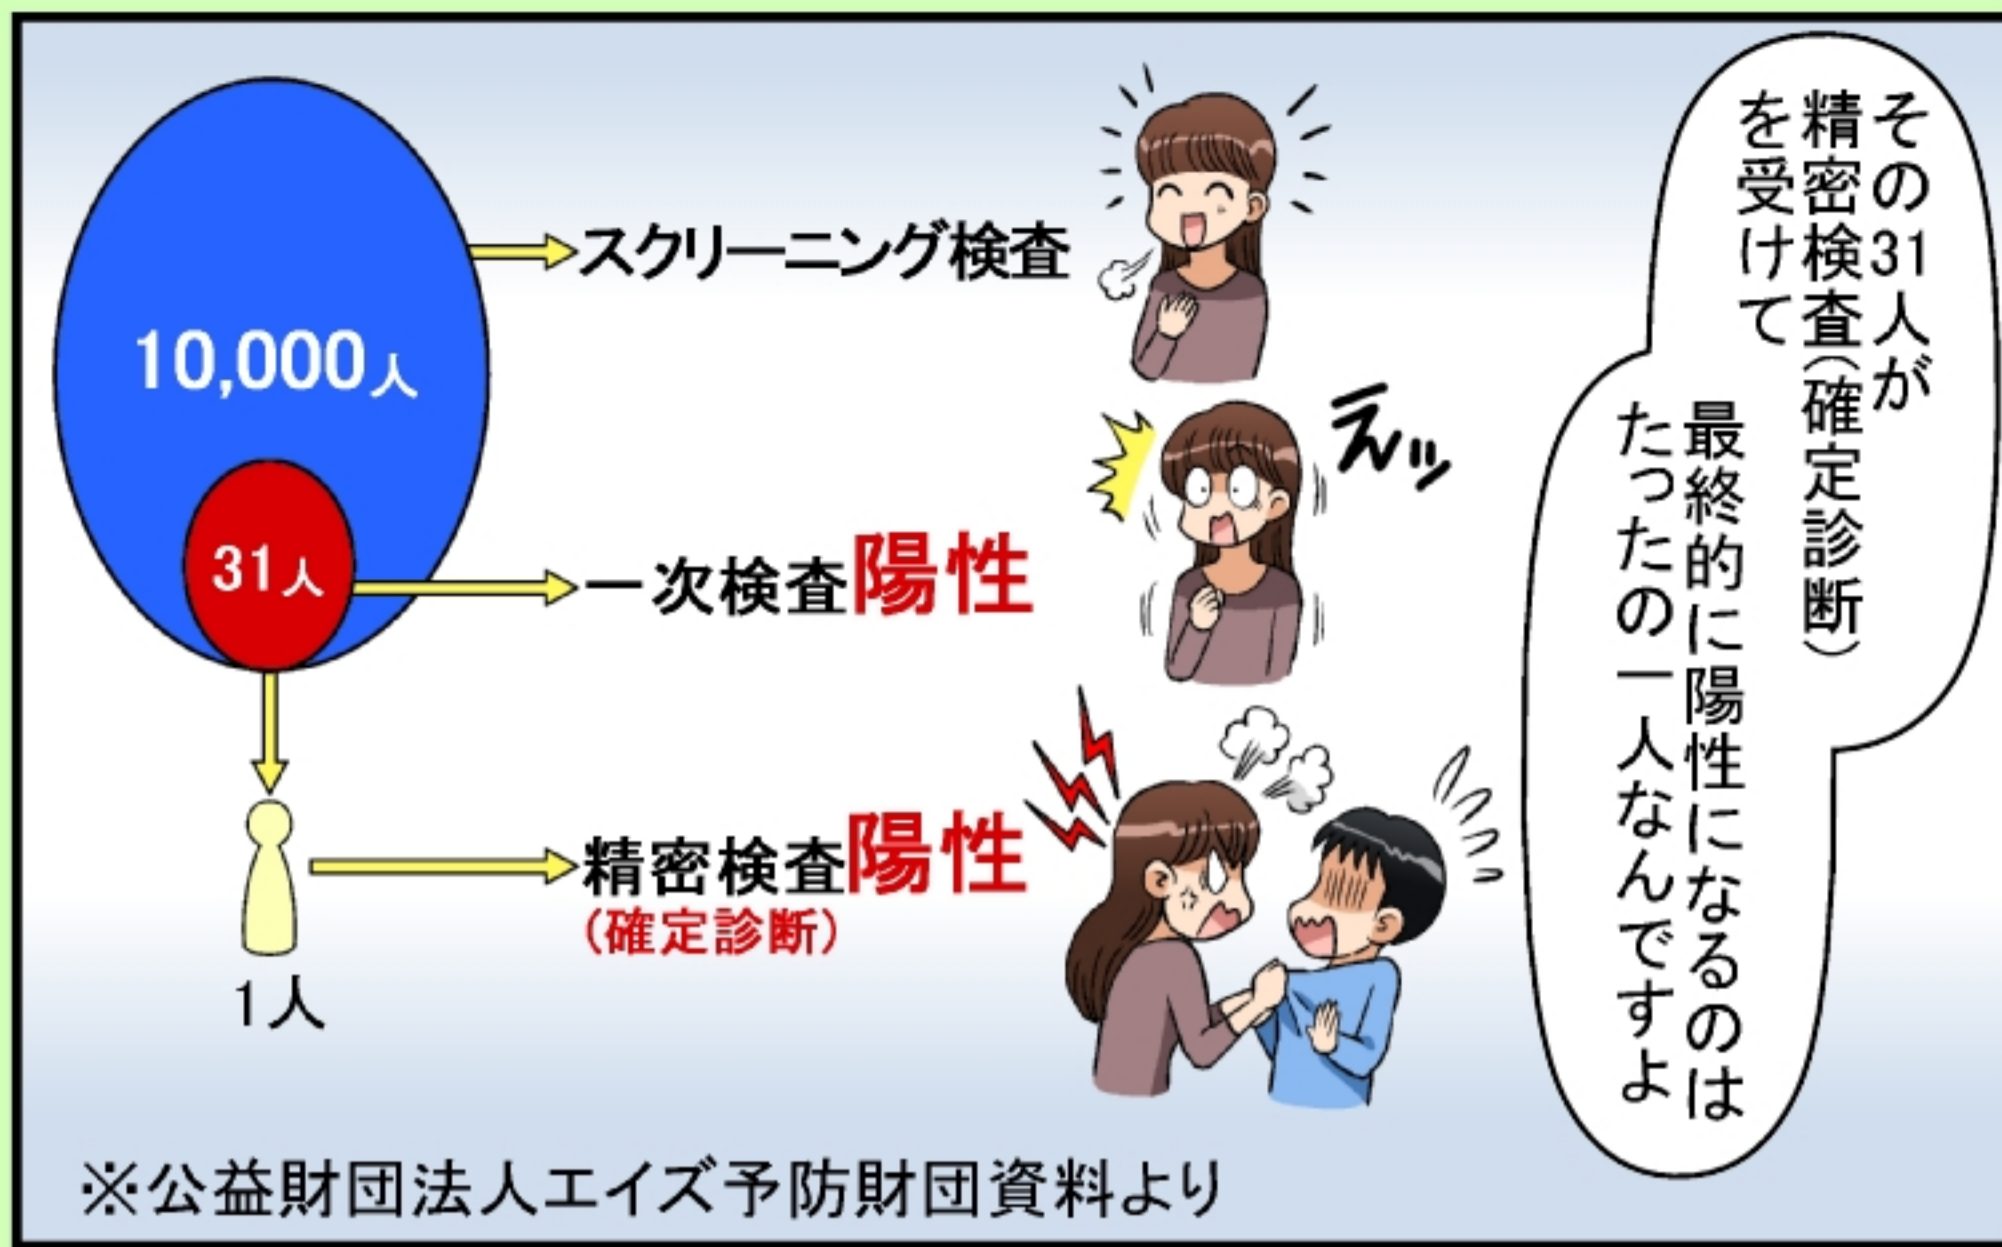 その31人が
精密検査(確定診断)
を受けて
最終的に陽性になるのは
たったの一人なんですよ
10,000人
スクリーニング検査
えッ
31人
一次検査陽性
精密検査陽性
(確定診断)
1人
※公益財団法人エイズ予防財団資料より